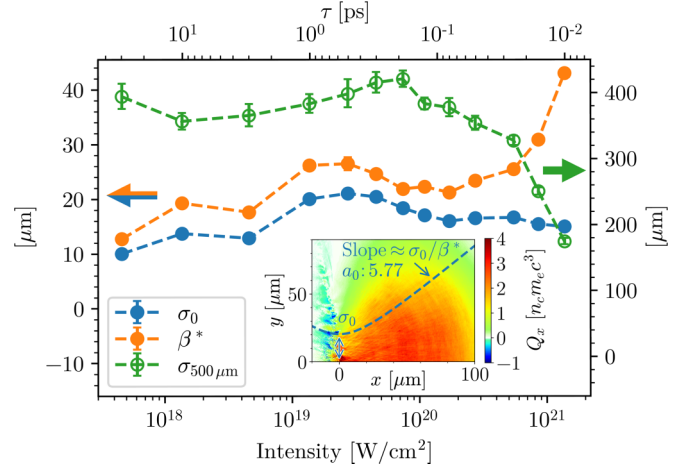 τ [ps]
10¹ 10⁰ 10⁻¹ 10⁻²
40
30
20
10
0
−10
[μm]
400
300
200
100
0
[μm]
σ₀
β*
σ₅₀₀ μm
Slope ≈ σ₀/β*
a₀: 5.77
σ₀
y [μm]
50
0
0 100
x [μm]
4
3
2
1
0
−1
Qₓ [n_c m_e c³]
10¹⁸ 10¹⁹ 10²⁰ 10²¹
Intensity [W/cm²]